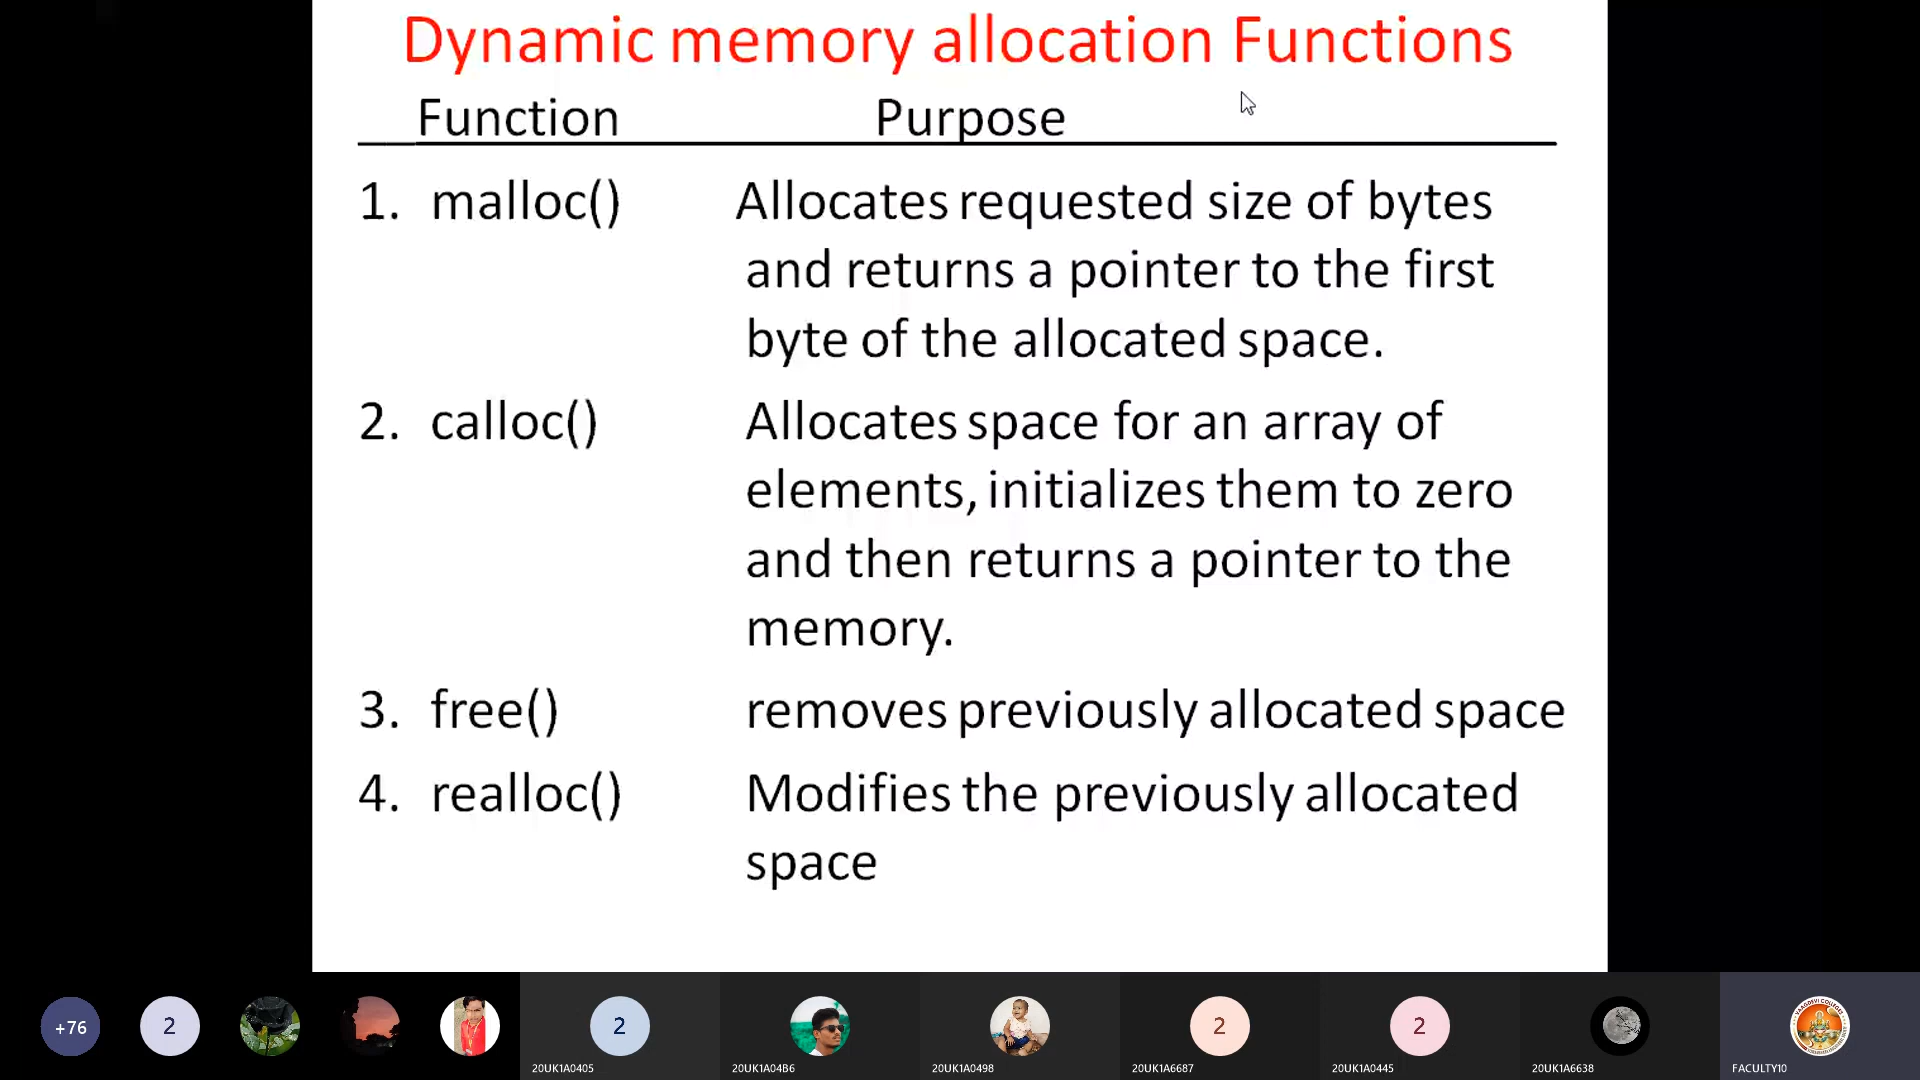 Dynamic memory allocation Functions
Function Purpose
1. malloc() Allocates requested size of bytes
and returns a pointer to the first
byte of the allocated space.
2. calloc() Allocates space for an array of
elements, initializes them to zero
and then returns a pointer to the
memory.
3. free() removes previously allocated space
4. realloc() Modifies the previously allocated
space
+76 2 2 2 2
20UK1A0405 20UK1A04B6 20UK1A0498 20UK1A6687 20UK1A0445 20UK1A6638 FACULTY10